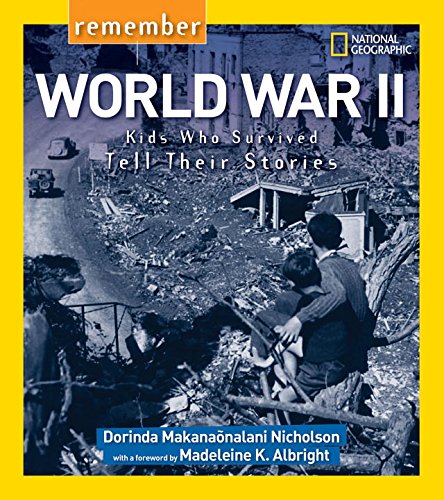 remember
NATIONAL
GEOGRAPHIC
WORLD WAR II
Kids Who Survived
Tell Their Stories
Dorinda Makanaõnalani Nicholson
with a foreword by Madeleine K. Albright